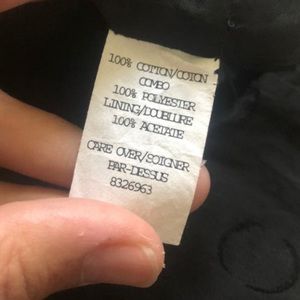 100% COTTON/COTON
COMBO
100% POLYESTER
LINING/DOUBLURE
100% ACETATE
CARE OVER/SOIGNER
PAR-DESSUS
8326963